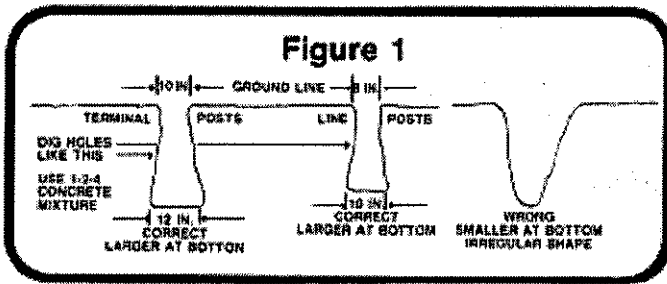 Figure 1
10 IN.
GROUND LINE
8 IN.
TERMINAL POSTS
LINE POSTS
DIG HOLES
LIKE THIS
USE 1-2-4
CONCRETE
MIXTURE
12 IN.
CORRECT
LARGER AT BOTTOM
10 IN.
CORRECT
LARGER AT BOTTOM
WRONG
SMALLER AT BOTTOM
IRREGULAR SHAPE